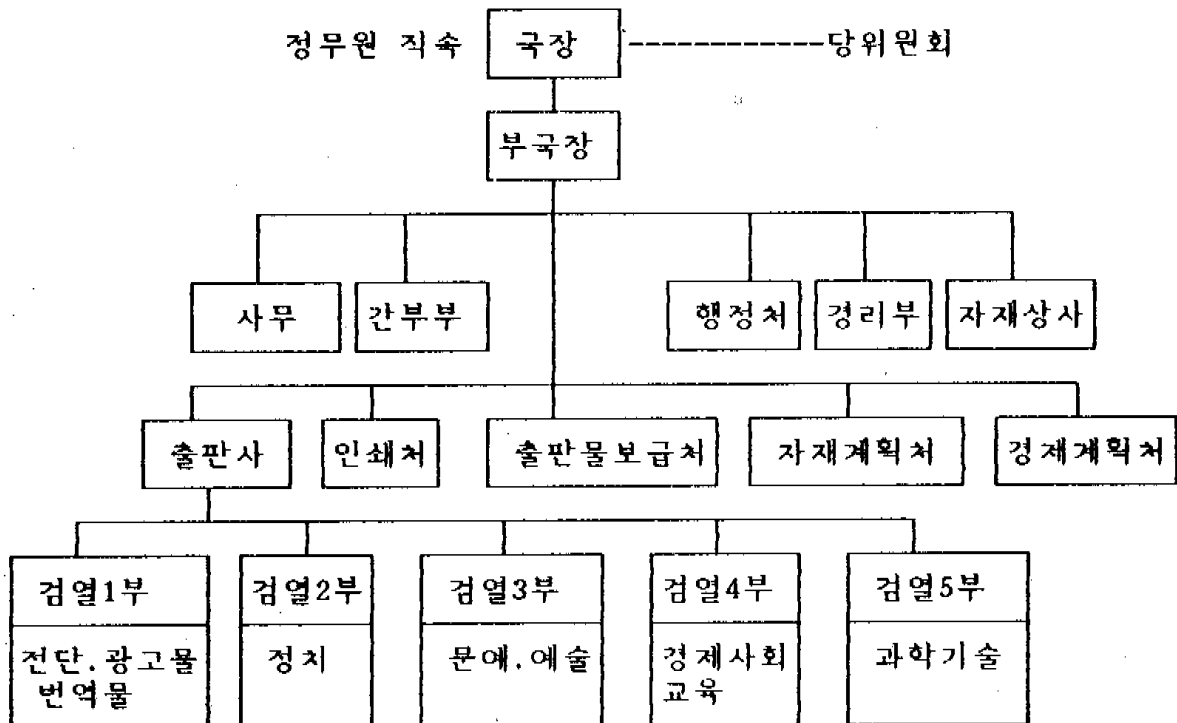 정무원 직속 국장 당위원회
부국장
사무 간부부 행정처 경리부 자재상사
출판사 인쇄처 출판물보급처 자재계획처 경재계획처
검열1부 검열2부 검열3부 검열4부 검열5부
전단.광고물 정치 문애.예술 경제사회 과학기술
번역물 교육